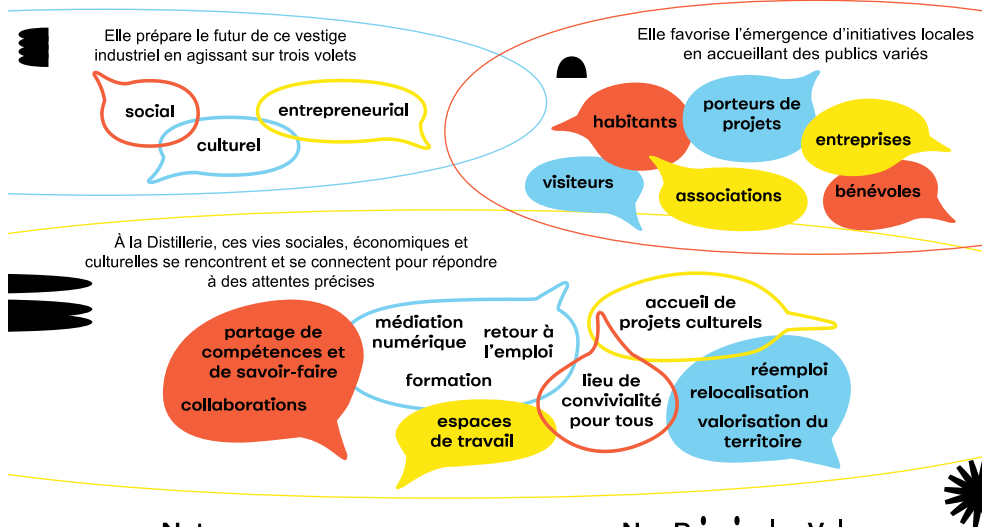 Elle prépare le futur de ce vestige
industriel en agissant sur trois volets
social
entrepreneurial
culturel
Elle favorise l'émergence d'initiatives locales
en accueillant des publics variés
habitants
porteurs de
projets
entreprises
visiteurs
associations
bénévoles
À la Distillerie, ces vies sociales, économiques et
culturelles se rencontrent et se connectent pour répondre
à des attentes précises
partage de
compétences et
de savoir-faire
collaborations
médiation
numérique
retour à
l'emploi
formation
espaces
de travail
accueil de
projets culturels
lieu de
convivialité
pour tous
réemploi
relocalisation
valorisation du
territoire